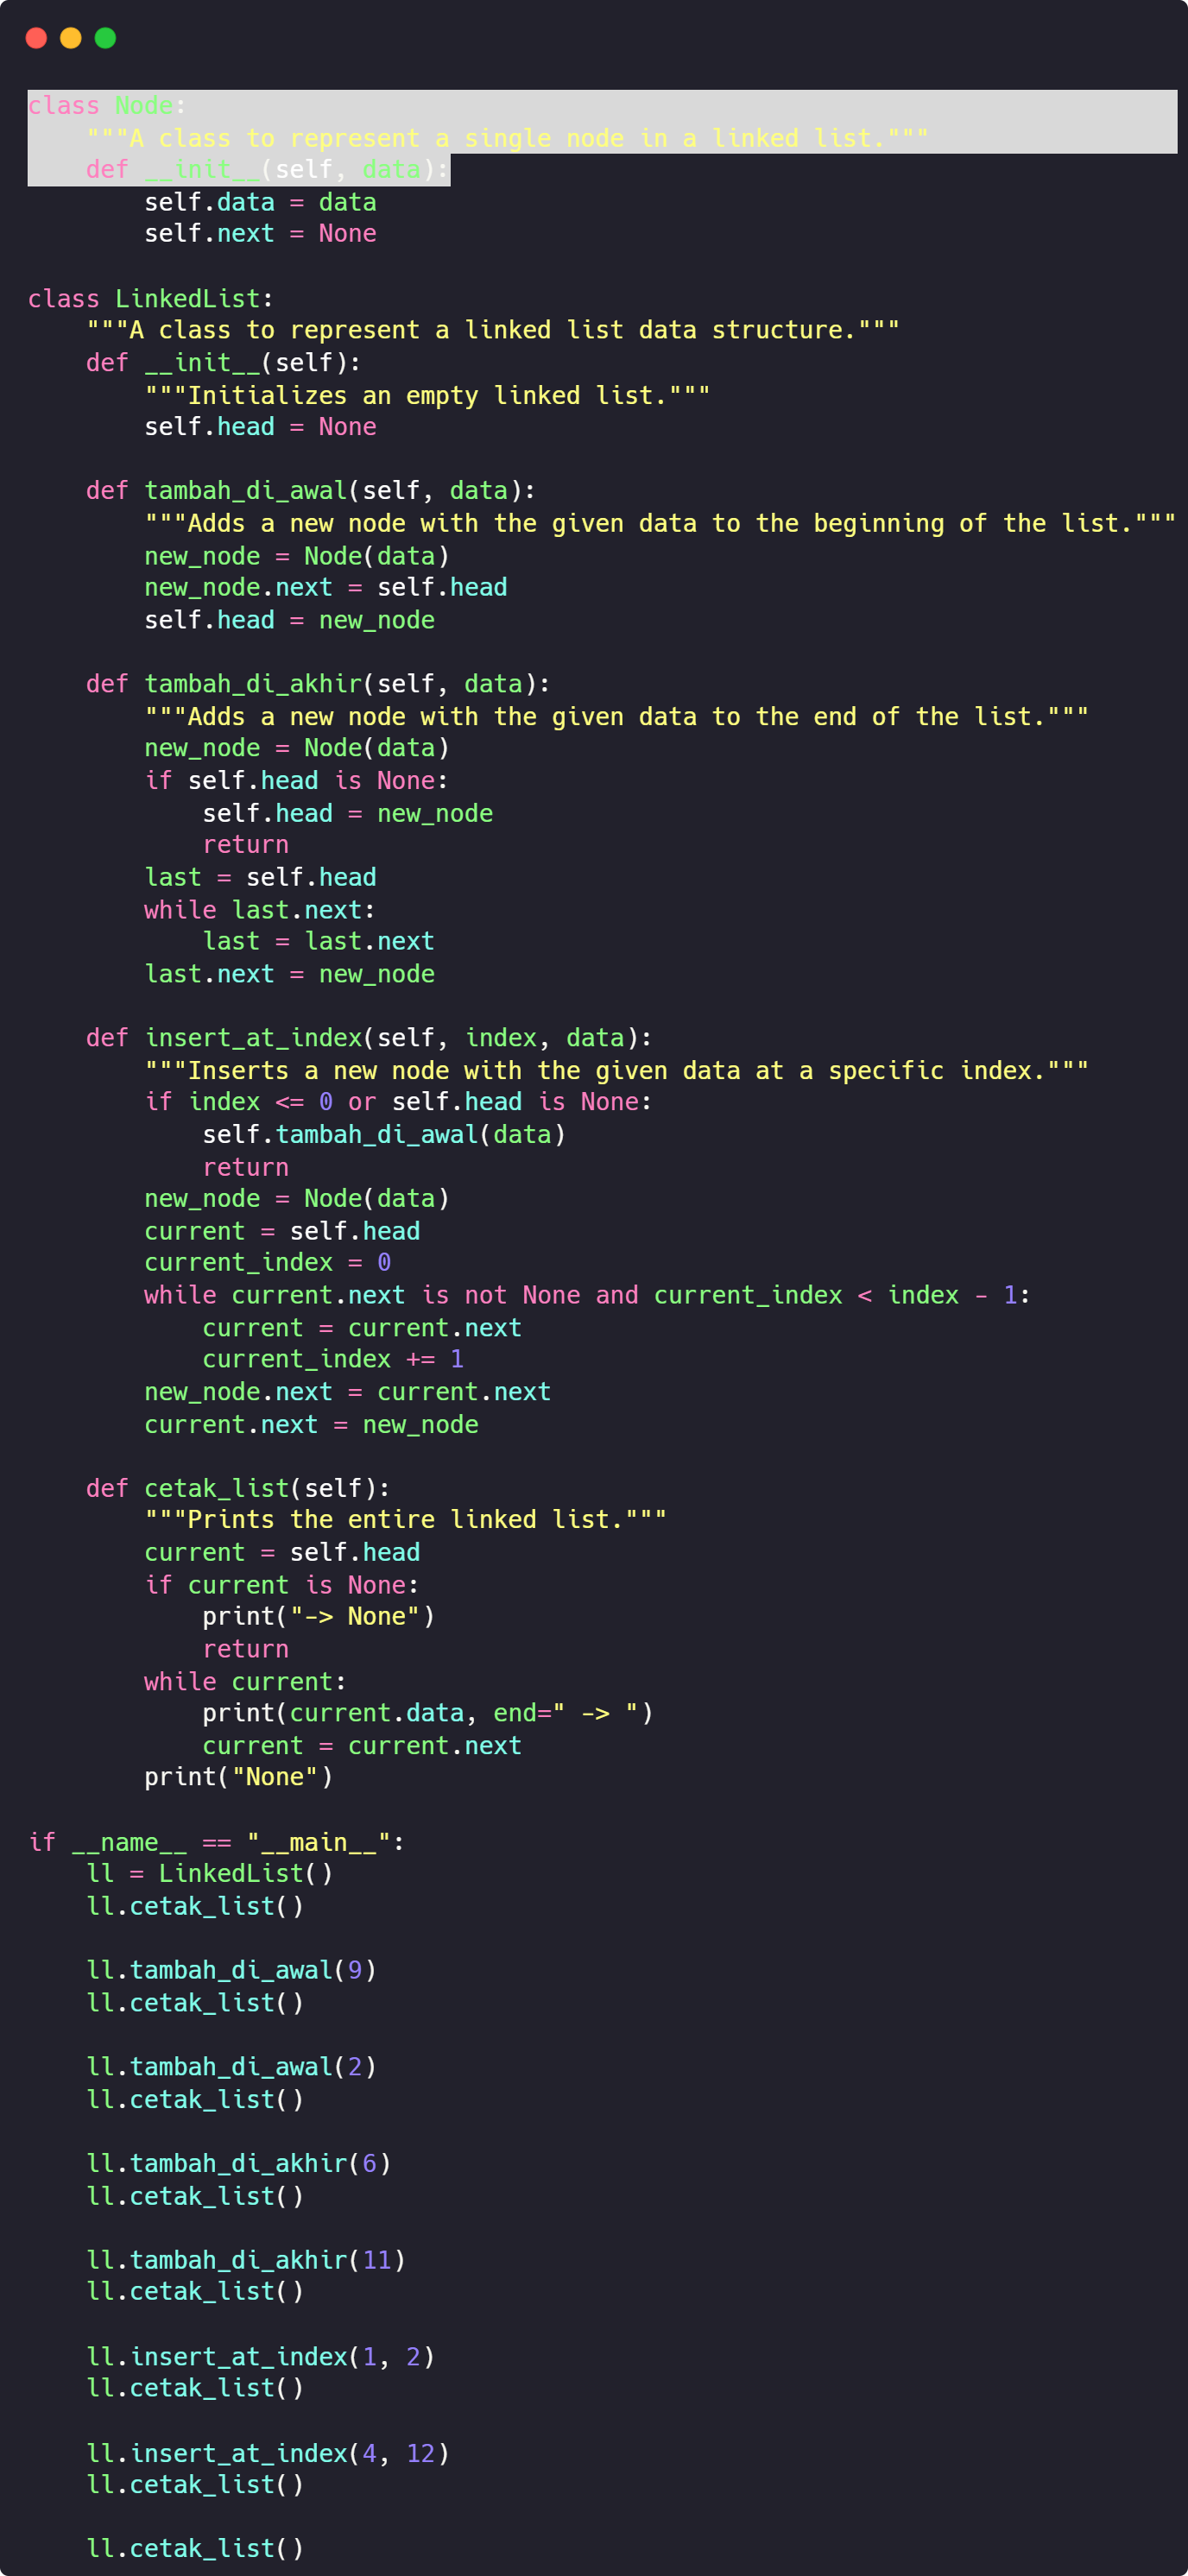 class Node:
    """A class to represent a single node in a linked list."""
    def __init__(self, data):
        self.data = data
        self.next = None

class LinkedList:
    """A class to represent a linked list data structure."""
    def __init__(self):
        """Initializes an empty linked list."""
        self.head = None

    def tambah_di_awal(self, data):
        """Adds a new node with the given data to the beginning of the list."""
        new_node = Node(data)
        new_node.next = self.head
        self.head = new_node

    def tambah_di_akhir(self, data):
        """Adds a new node with the given data to the end of the list."""
        new_node = Node(data)
        if self.head is None:
            self.head = new_node
            return
        last = self.head
        while last.next:
            last = last.next
        last.next = new_node

    def insert_at_index(self, index, data):
        """Inserts a new node with the given data at a specific index."""
        if index <= 0 or self.head is None:
            self.tambah_di_awal(data)
            return
        new_node = Node(data)
        current = self.head
        current_index = 0
        while current.next is not None and current_index < index - 1:
            current = current.next
            current_index += 1
        new_node.next = current.next
        current.next = new_node

    def cetak_list(self):
        """Prints the entire linked list."""
        current = self.head
        if current is None:
            print("-> None")
            return
        while current:
            print(current.data, end=" -> ")
            current = current.next
        print("None")

if __name__ == "__main__":
    ll = LinkedList()
    ll.cetak_list()

    ll.tambah_di_awal(9)
    ll.cetak_list()

    ll.tambah_di_awal(2)
    ll.cetak_list()

    ll.tambah_di_akhir(6)
    ll.cetak_list()

    ll.tambah_di_akhir(11)
    ll.cetak_list()

    ll.insert_at_index(1, 2)
    ll.cetak_list()

    ll.insert_at_index(4, 12)
    ll.cetak_list()

    ll.cetak_list()